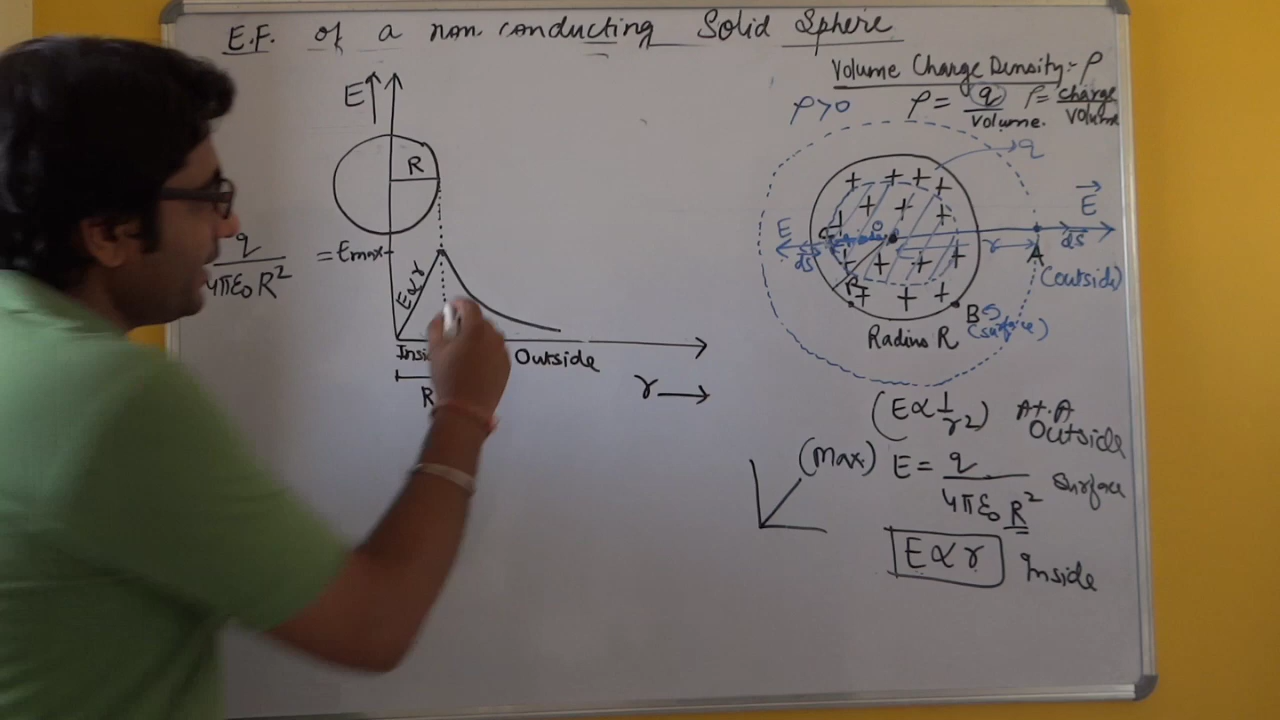 E.F. of a non conducting Solid Sphere
Volume Charge Density:- ρ
ρ>0
ρ = q/volume.
ρ = charge/volume
E
R
q/4πε₀R² = Emax
E∝r
Outside
R
r
q
E
ds
E⃗
ds
r
A
(outside)
R
B
(surface)
Radius R
(E∝1/r²) At A Outside
(Max) E = q/4πε₀R² Surface
E∝r Inside